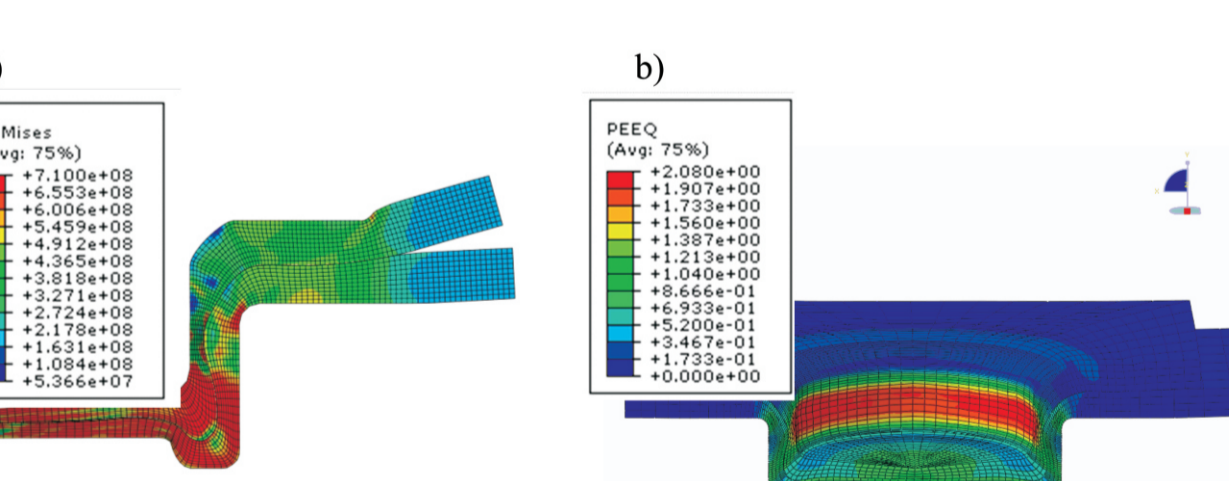 )
b)
Mises
vg: 75%)
+7.100e+08
+6.553e+08
+6.006e+08
+5.459e+08
+4.912e+08
+4.365e+08
+3.818e+08
+3.271e+08
+2.724e+08
+2.178e+08
+1.631e+08
+1.084e+08
+5.366e+07
PEEQ
(Avg: 75%)
+2.080e+00
+1.907e+00
+1.733e+00
+1.560e+00
+1.387e+00
+1.213e+00
+1.040e+00
+8.666e-01
+6.933e-01
+5.200e-01
+3.467e-01
+1.733e-01
+0.000e+00